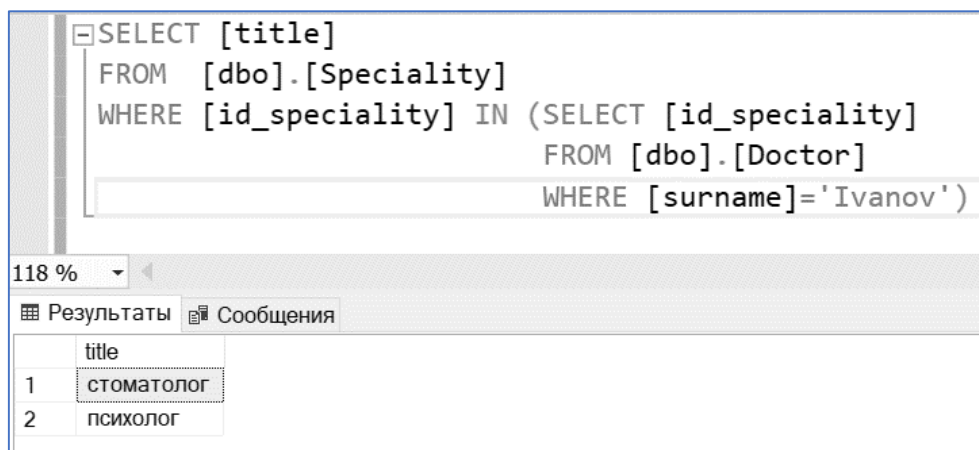 SELECT [title]
FROM [dbo].[Speciality]
WHERE [id_speciality] IN (SELECT [id_speciality]
FROM [dbo].[Doctor]
WHERE [surname]='Ivanov')
118 %
Результаты Сообщения
title
1 стоматолог
2 психолог